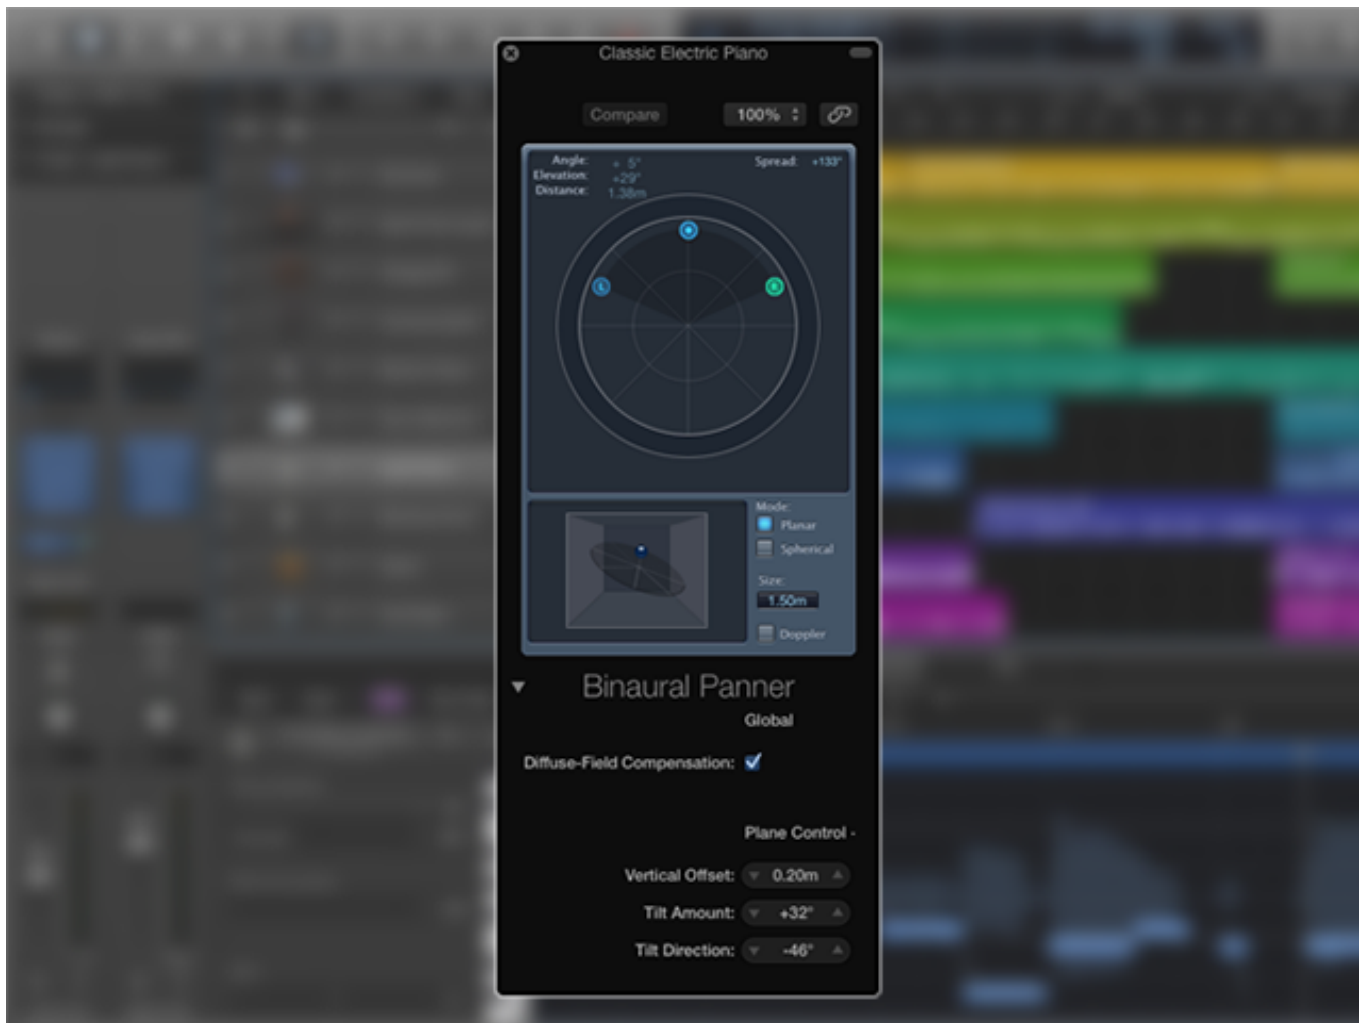 Classic Electric Piano
Compare 100%
Angle: + 5° Spread: +133°
Elevation: +29°
Distance: 1.38m
L
Mode:
Planar
Spherical
Size:
1.50m
Doppler
Binaural Panner
Global
Diffuse-Field Compensation:
Plane Control -
Vertical Offset: 0.20m
Tilt Amount: +32°
Tilt Direction: -46°